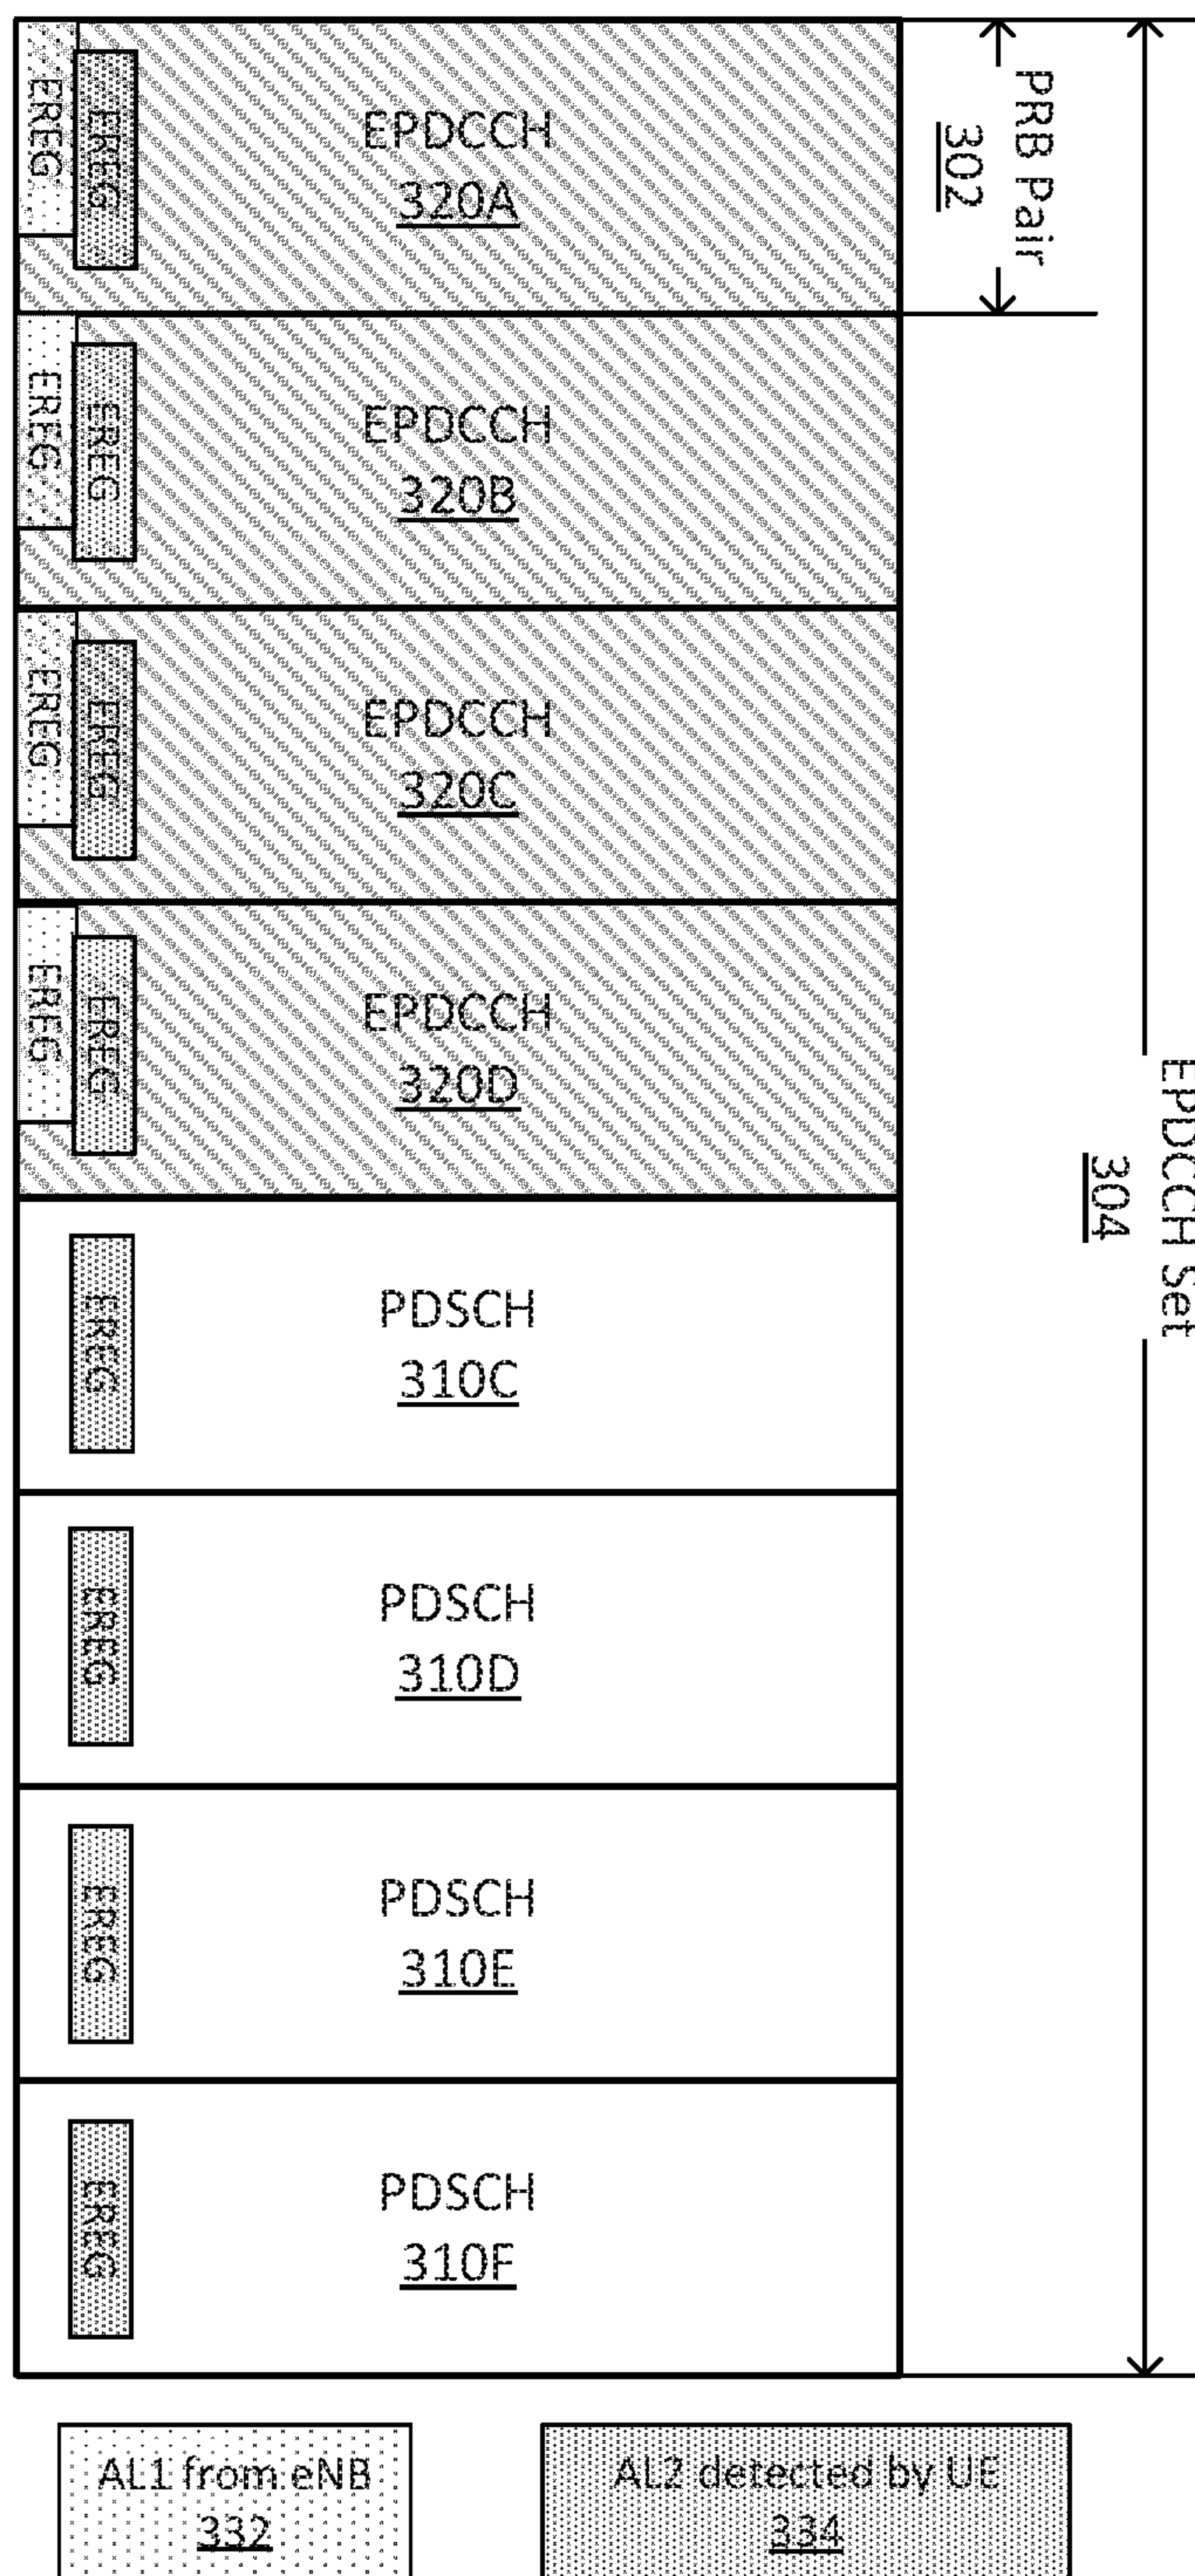 EREG
EREG
EPDCCH
320A
PRB Pair
302
EREG
EREG
EPDCCH
320B
EREG
EREG
EPDCCH
320C
EREG
EREG
EPDCCH
320D
EPDCCH Set
304
EREG
PDSCH
310C
EREG
PDSCH
310D
EREG
PDSCH
310E
EREG
PDSCH
310F
AL1 from eNB
332
AL2 detected by UE
334